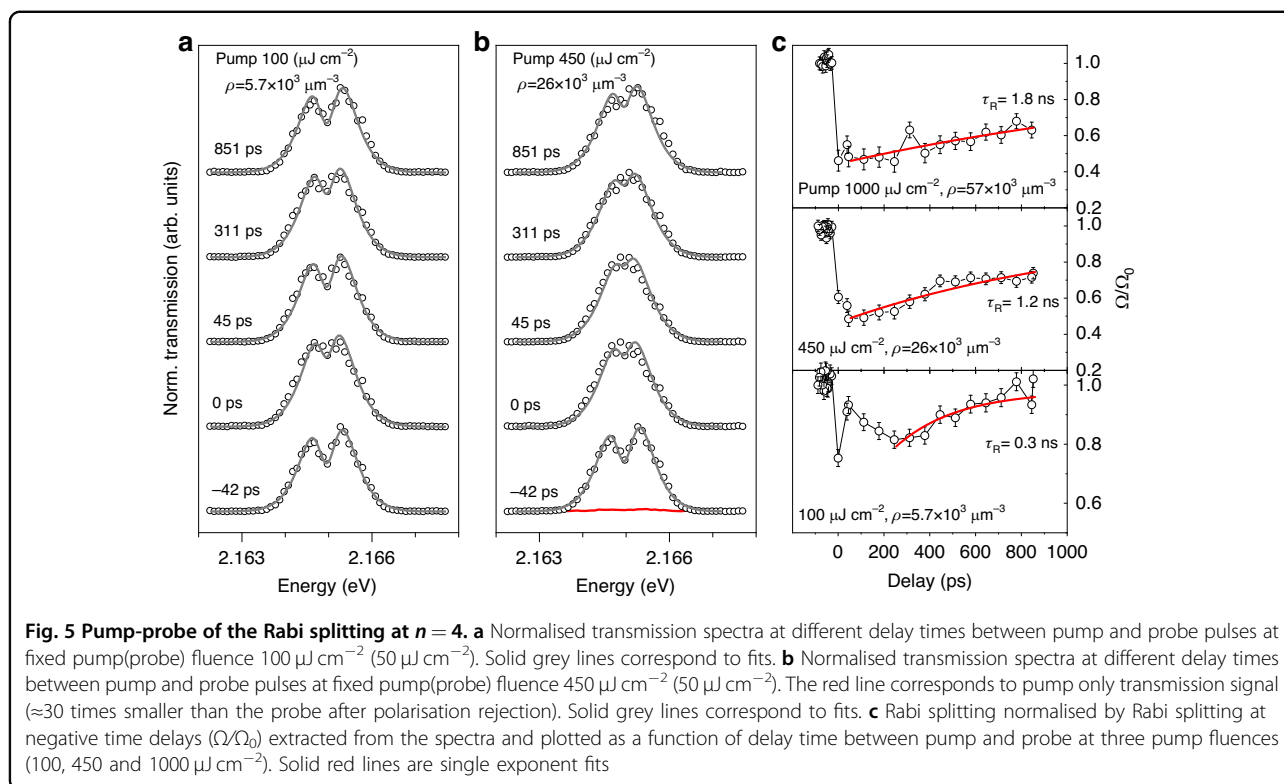 a
Pump 100 (μJ cm⁻²)
ρ=5.7×10³ μm⁻³
851 ps
311 ps
45 ps
0 ps
−42 ps
2.163 2.166
Energy (eV)
Norm. transmission (arb. units)
b
Pump 450 (μJ cm⁻²)
ρ=26×10³ μm⁻³
851 ps
311 ps
45 ps
0 ps
−42 ps
2.163 2.166
Energy (eV)
c
1.0
τR= 1.8 ns
0.8
0.6
0.4
Pump 1000 μJ cm⁻², ρ=57×10³ μm⁻³
0.2
1.0
0.8
τR= 1.2 ns
0.6
0.4
450 μJ cm⁻², ρ=26×10³ μm⁻³
0.2
1.0
0.8
τR= 0.3 ns
0.6
100 μJ cm⁻², ρ=5.7×10³ μm⁻³
Ω/Ω₀
0 200 400 600 800 1000
Delay (ps)
Fig. 5 Pump-probe of the Rabi splitting at n = 4. a Normalised transmission spectra at different delay times between pump and probe pulses at
fixed pump(probe) fluence 100 μJ cm⁻² (50 μJ cm⁻²). Solid grey lines correspond to fits. b Normalised transmission spectra at different delay times
between pump and probe pulses at fixed pump(probe) fluence 450 μJ cm⁻² (50 μJ cm⁻²). The red line corresponds to pump only transmission signal
(≈30 times smaller than the probe after polarisation rejection). Solid grey lines correspond to fits. c Rabi splitting normalised by Rabi splitting at
negative time delays (Ω/Ω₀) extracted from the spectra and plotted as a function of delay time between pump and probe at three pump fluences
(100, 450 and 1000 μJ cm⁻²). Solid red lines are single exponent fits